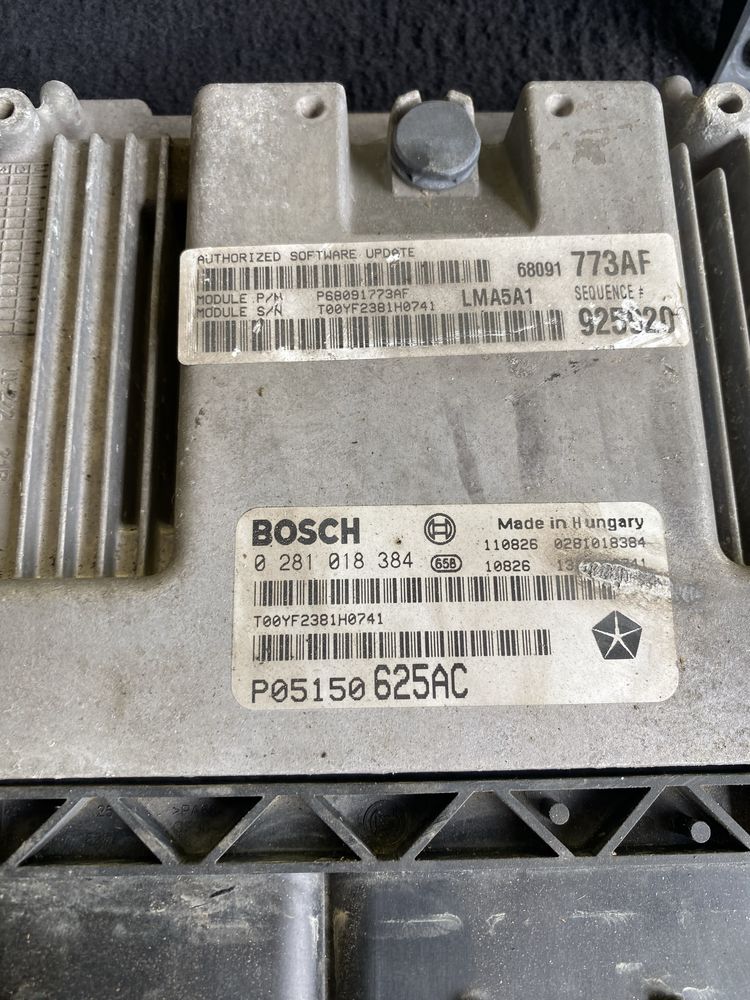 AUTHORIZED SOFTWARE UPDATE
68091 773AF
MODULE P/N P68091773AF LMA5A1 SEQUENCE #
MODULE S/N T00YF2381H0741
BOSCH Made in Hungary
110826 0281018384
0 281 018 384 658 10826
T00YF2381H0741
P05150 625AC